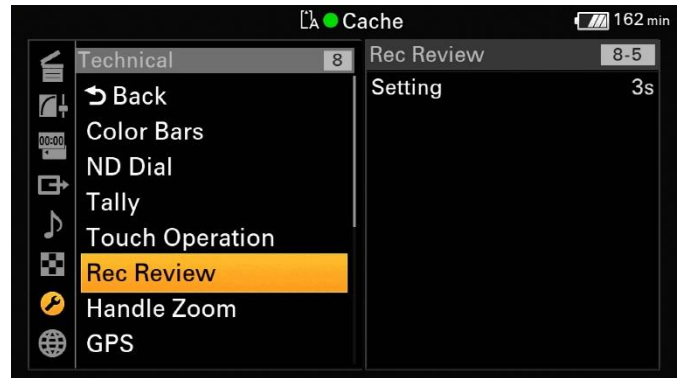 A Cache 162 min
Technical 8
Back
Color Bars
ND Dial
Tally
Touch Operation
Rec Review
Handle Zoom
GPS
Rec Review 8-5
Setting 3s
00:00